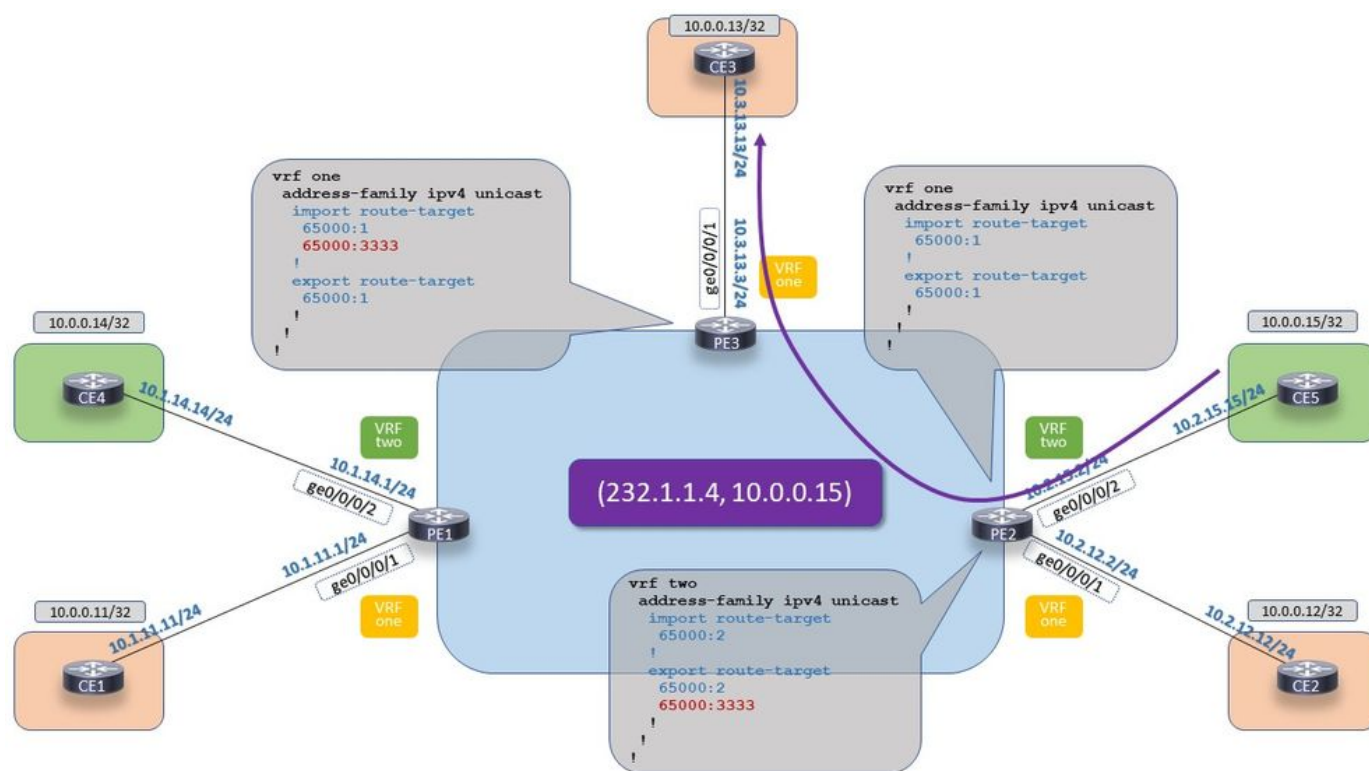 10.0.0.13/32
CE3
10.3.13.13/24
vrf one
address-family ipv4 unicast
import route-target
65000:1
65000:3333
!
export route-target
65000:1
!
!
!
vrf one
address-family ipv4 unicast
import route-target
65000:1
!
export route-target
65000:1
!
!
!
ge0/0/0/1
10.3.13.3/24
VRF
one
PE3
10.0.0.14/32
CE4
10.1.14.14/24
VRF
two
10.1.14.1/24
ge0/0/0/2
PE1
10.0.0.15/32
CE5
10.2.15.15/24
VRF
two
10.2.15.2/24
ge0/0/0/2
PE2
(232.1.1.4, 10.0.0.15)
10.1.11.1/24
ge0/0/0/1
VRF
one
10.0.0.11/32
10.1.11.11/24
CE1
vrf two
address-family ipv4 unicast
import route-target
65000:2
!
export route-target
65000:2
65000:3333
!
!
!
10.2.12.2/24
ge0/0/0/1
VRF
one
10.0.0.12/32
10.2.12.12/24
CE2